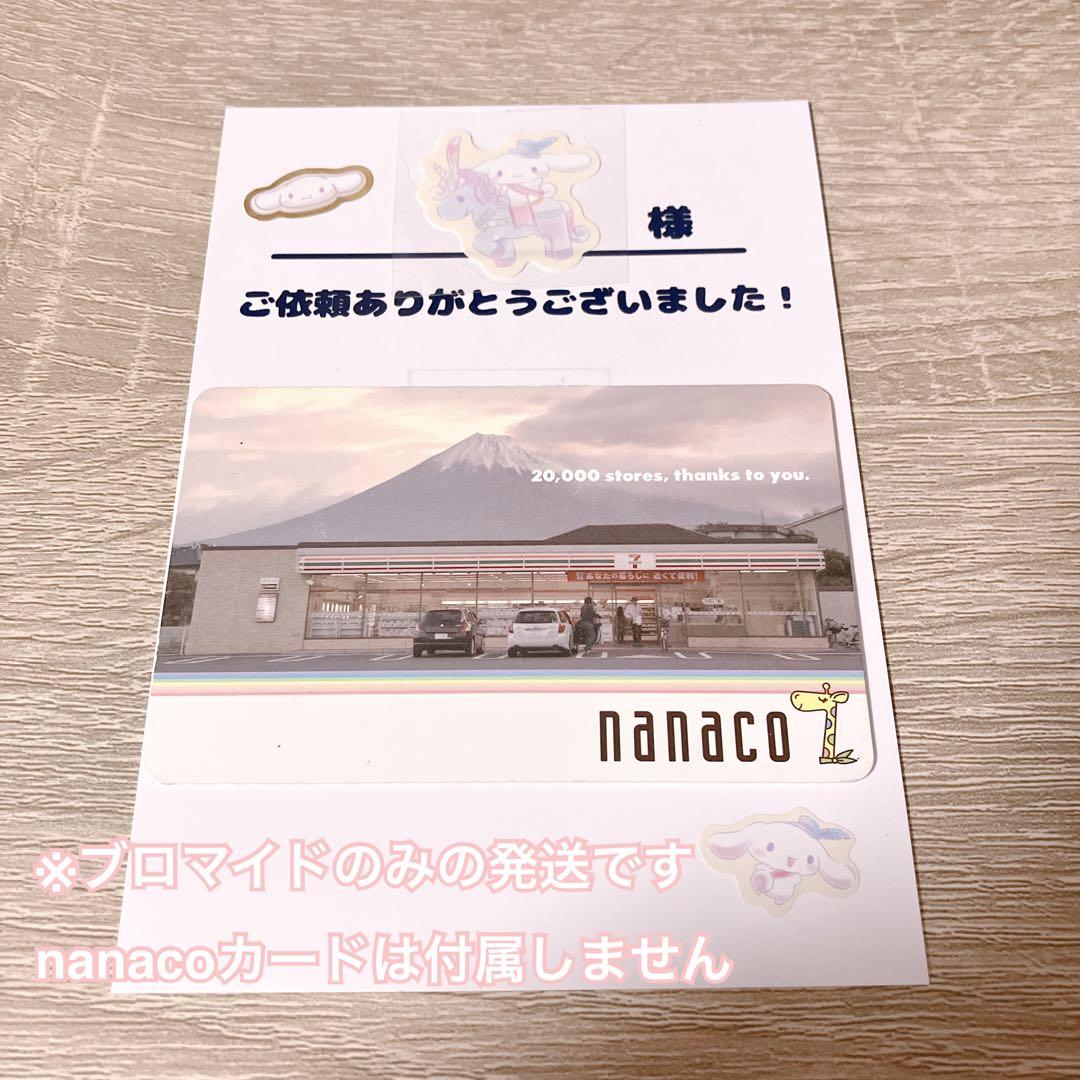 様
ご依頼ありがとうございました!
20,000 stores, thanks to you.
7
あなたの暮らしに 近くて便利!
nanaco
※ブロマイドのみの発送です
nanacoカードは付属しません